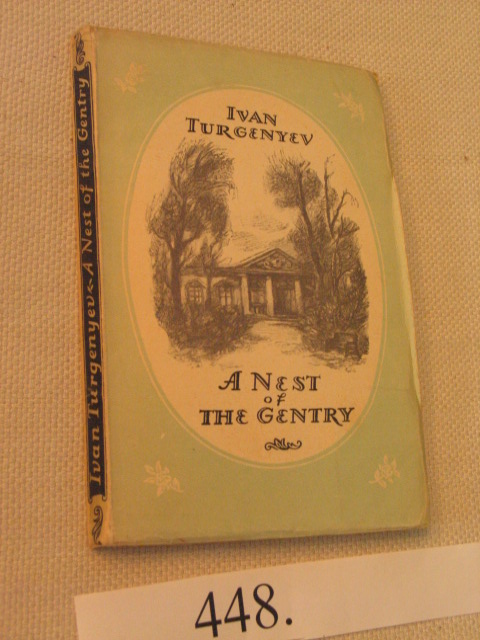 IVAN
TURGENYEV
A NEST
OF
THE GENTRY
Ivan Turgenyev~A Nest of the Gentry
448.